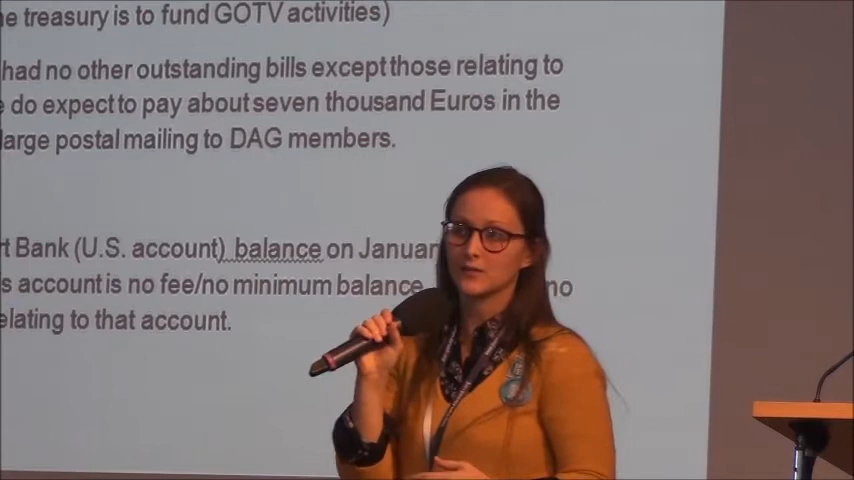 e treasury is to fund GOTV activities)
had no Other Outstanding bills except those relating to
e do expect to pay about seven thousand Euros in the
large postal mailing to DAG members.
rt Bank (U.S. account), balance on Januar
s account is no fee/no minimum balance no
relating to that account.